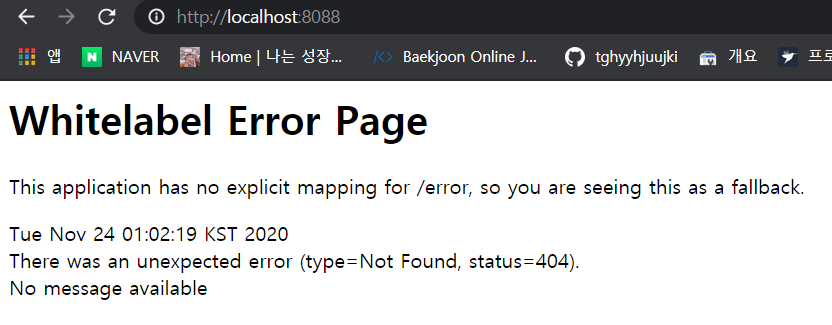 http://localhost:8088
앱 NAVER Home | 나는 성장... Baekjoon Online J... tghyyhjuujki 개요 프로
Whitelabel Error Page
This application has no explicit mapping for /error, so you are seeing this as a fallback.
Tue Nov 24 01:02:19 KST 2020
There was an unexpected error (type=Not Found, status=404).
No message available